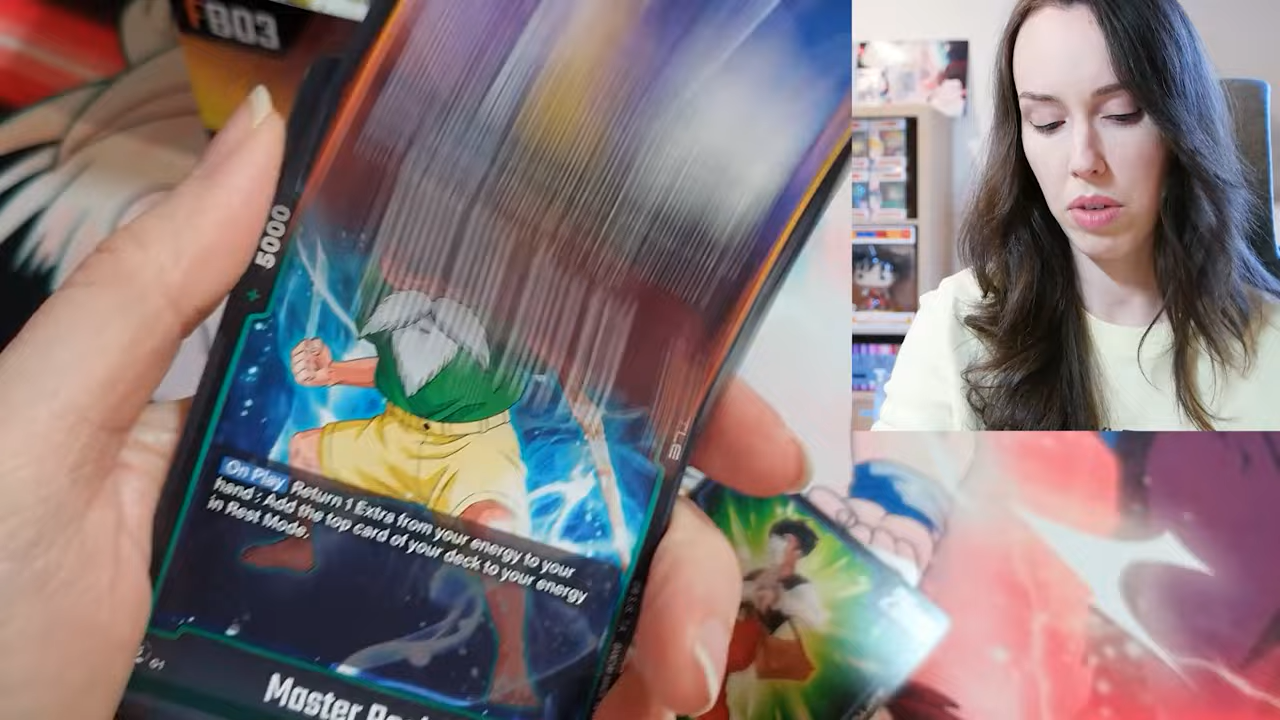 FB03
5000
On Play Return 1 Extra from your energy to your
hand : Add the top card of your deck to your energy
in Rest Mode.
01
Master